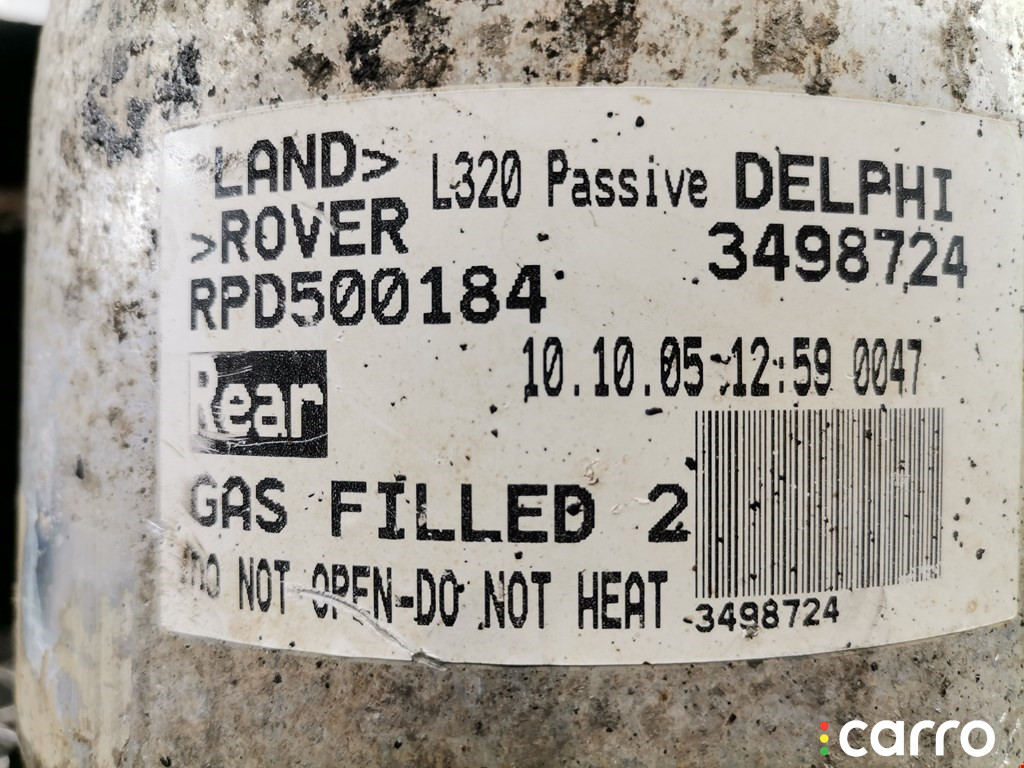 LAND> L320 Passive DELPHI
>ROVER 3498724
RPD500184
10.10.05 12:59 0047
Rear
GAS FILLED 2
DO NOT OPEN-DO NOT HEAT
3498724
carro